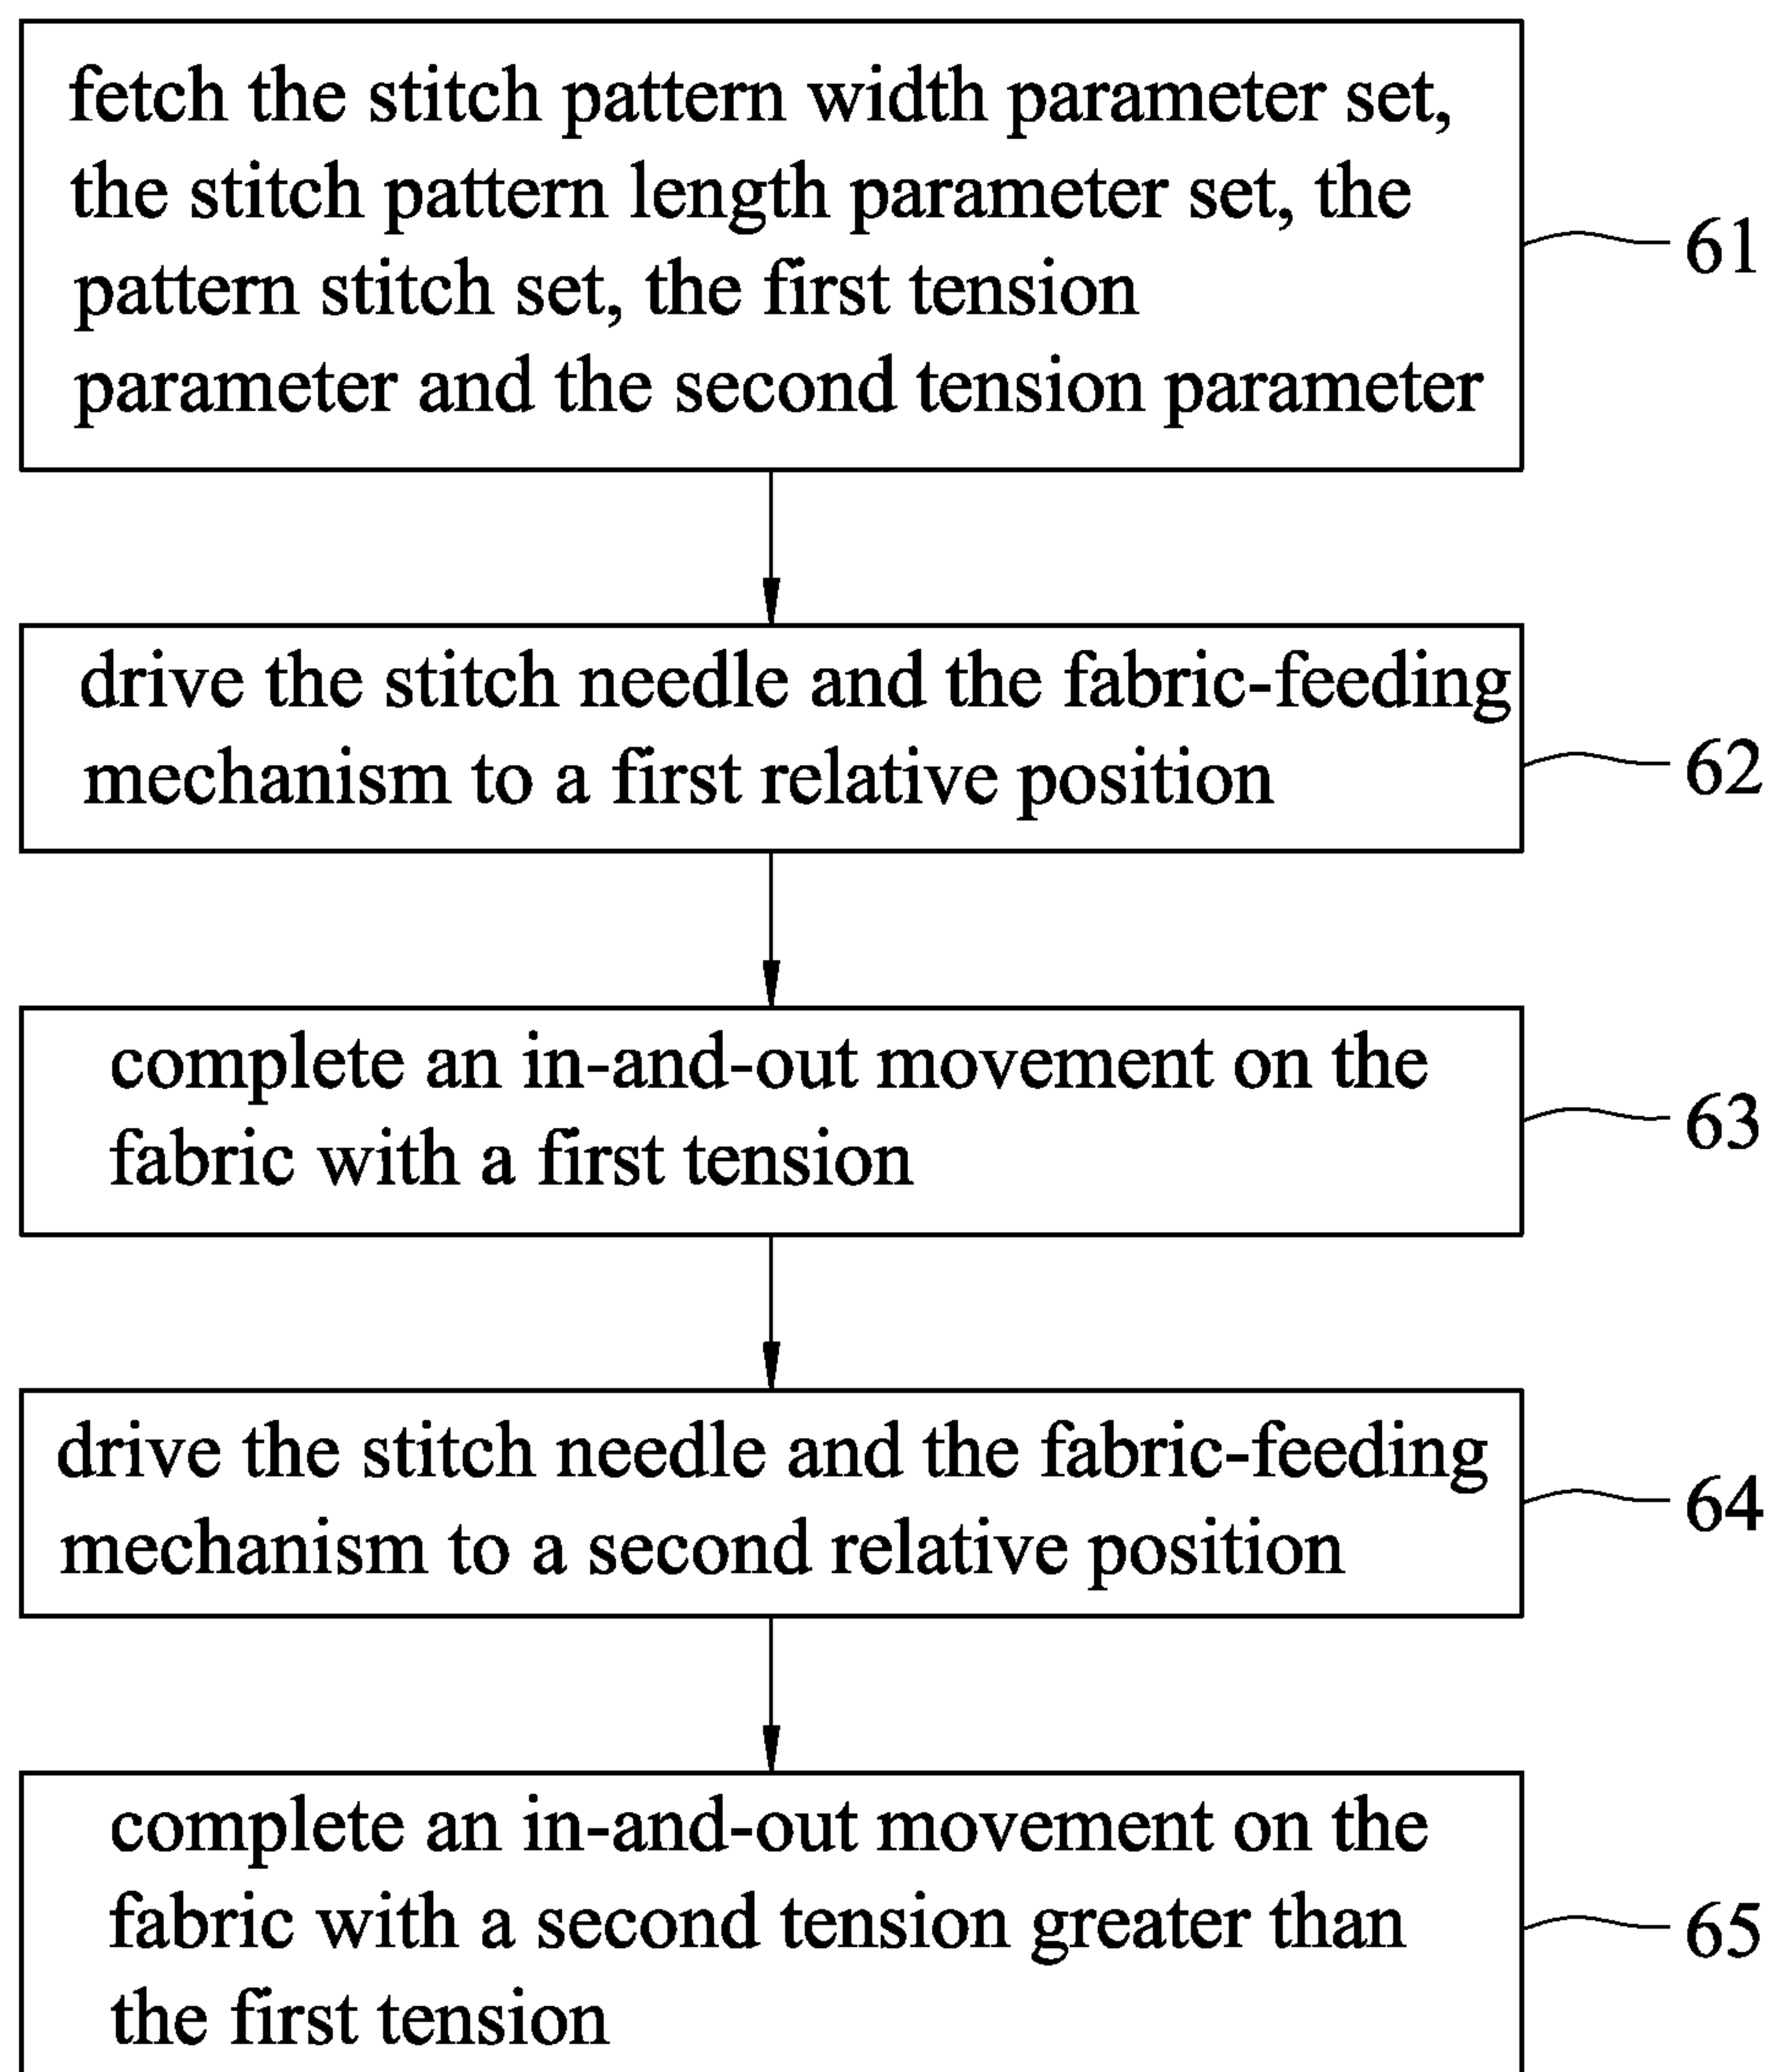 fetch the stitch pattern width parameter set,
the stitch pattern length parameter set, the
pattern stitch set, the first tension
parameter and the second tension parameter
61
drive the stitch needle and the fabric-feeding
mechanism to a first relative position
62
complete an in-and-out movement on the
fabric with a first tension
63
drive the stitch needle and the fabric-feeding
mechanism to a second relative position
64
complete an in-and-out movement on the
fabric with a second tension greater than
the first tension
65